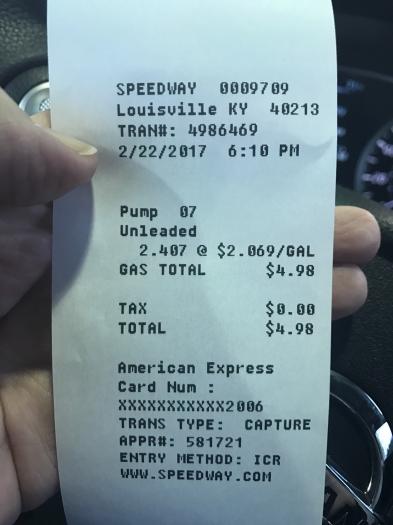 SPEEDWAY 0009709
Louisville KY 40213
TRAN#: 4986469
2/22/2017 6:10 PM
Pump 07
Unleaded
2.407 @ $2.069/GAL
GAS TOTAL $4.98
TAX $0.00
TOTAL $4.98
American Express
Card Num :
XXXXXXXXXXX2006
TRANS TYPE: CAPTURE
APPR#: 581721
ENTRY METHOD: ICR
WWW.SPEEDWAY.COM